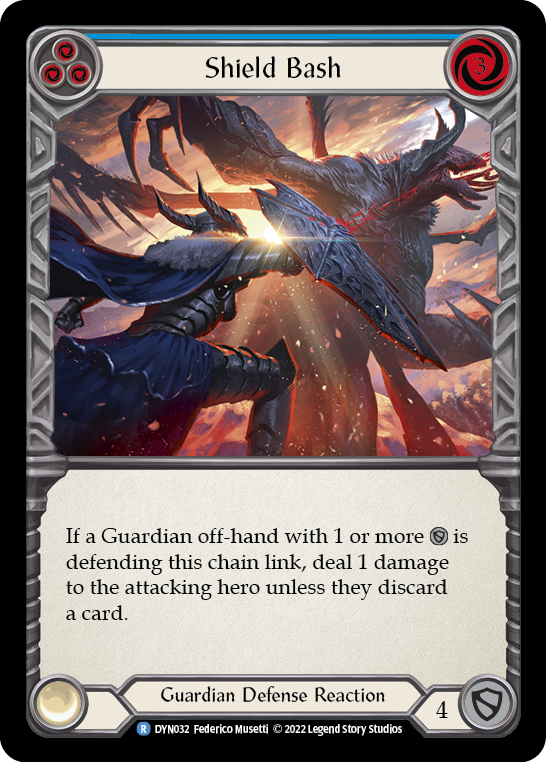 Shield Bash
3
If a Guardian off-hand with 1 or more is
defending this chain link, deal 1 damage
to the attacking hero unless they discard
a card.
Guardian Defense Reaction
4
R DYN032 Federico Musetti © 2022 Legend Story Studios